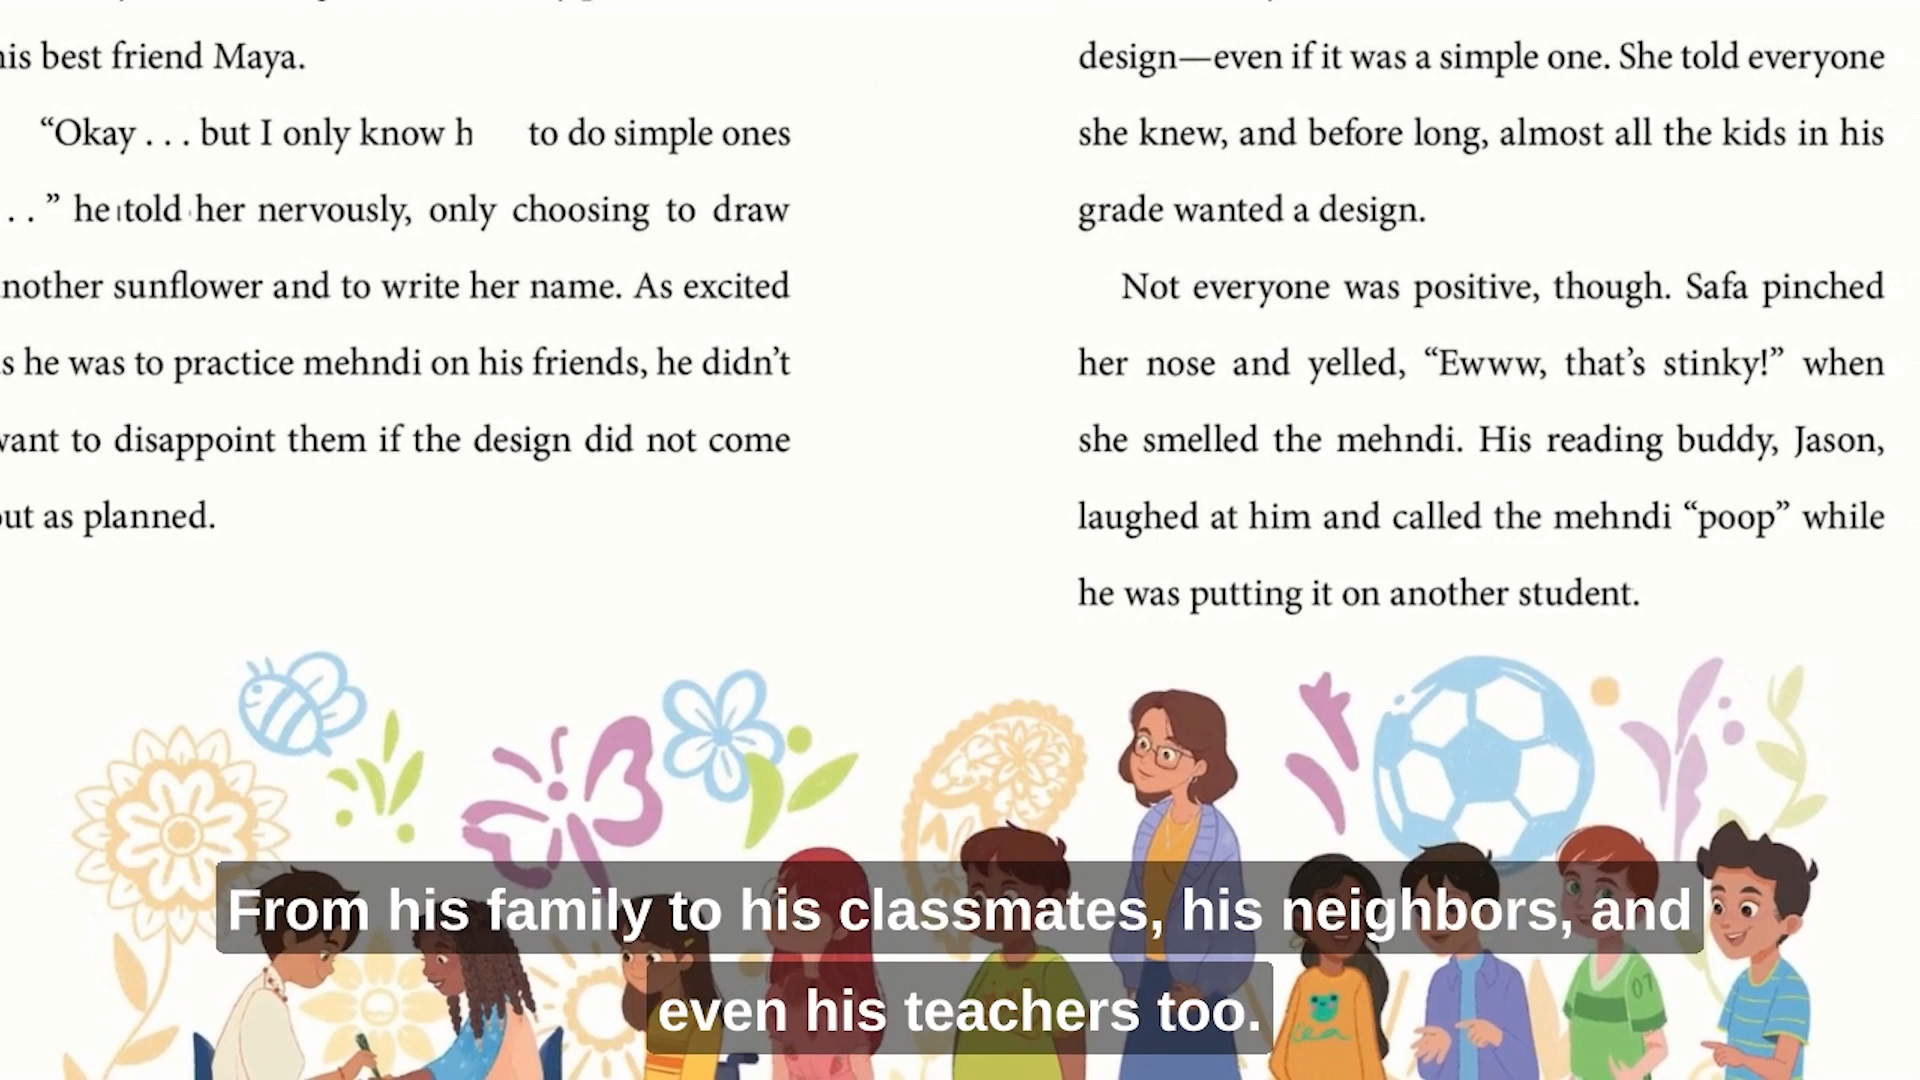 his best friend Maya.
“Okay . . . but I only know h to do simple ones
. . ” he told her nervously, only choosing to draw
nother sunflower and to write her name. As excited
s he was to practice mehndi on his friends, he didn’t
want to disappoint them if the design did not come
out as planned.
design—even if it was a simple one. She told everyone
she knew, and before long, almost all the kids in his
grade wanted a design.
Not everyone was positive, though. Safa pinched
her nose and yelled, “Ewww, that’s stinky!” when
she smelled the mehndi. His reading buddy, Jason,
laughed at him and called the mehndi “poop” while
he was putting it on another student.
07
From his family to his classmates, his neighbors, and
even his teachers too.